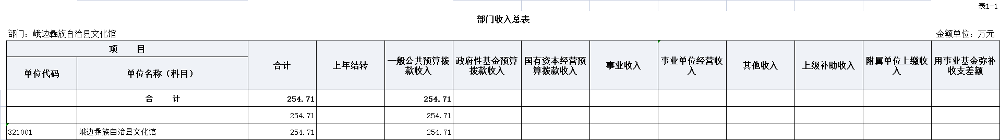 表1-1
部门收入总表
部门：峨边彝族自治县文化馆
金额单位：万元
项 目
合计
上年结转
一般公共预算拨
款收入
政府性基金预算
拨款收入
国有资本经营预
算拨款收入
事业收入
事业单位经营收
入
其他收入
上级补助收入
附属单位上缴收
入
用事业基金弥补
收支差额
单位代码
单位名称（科目）
合 计
254.71
254.71
254.71
254.71
321001
峨边彝族自治县文化馆
254.71
254.71